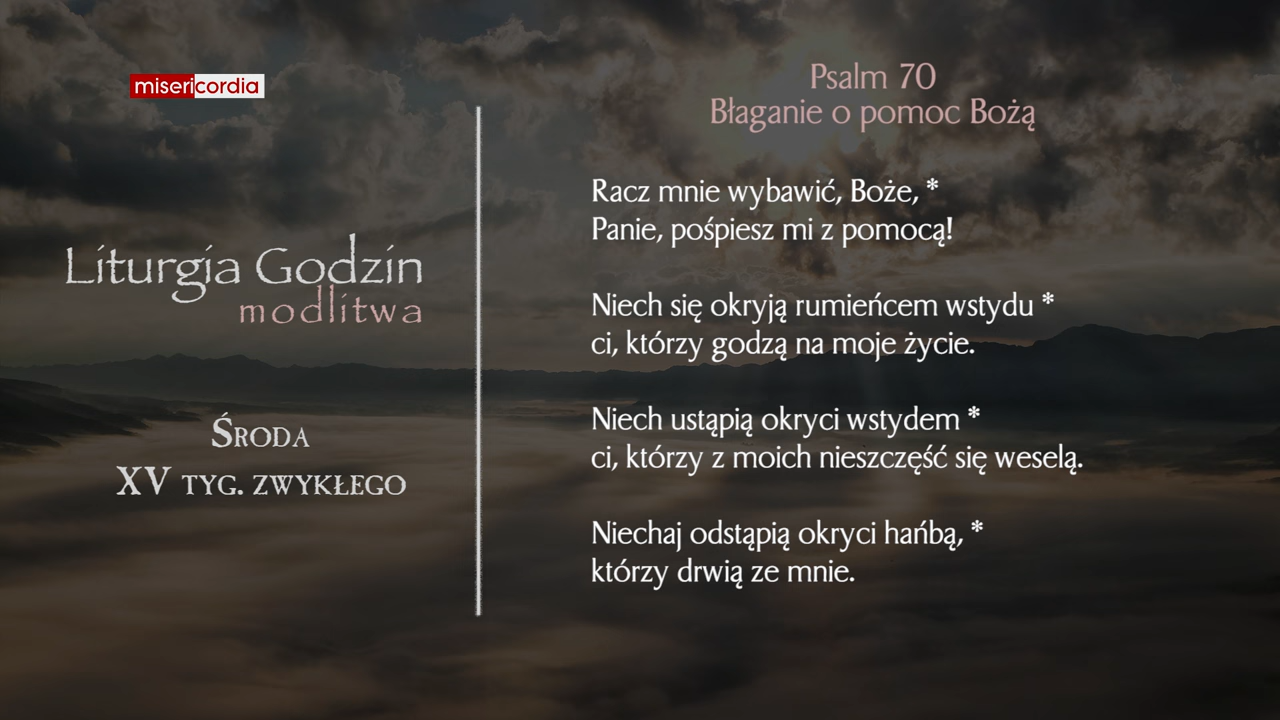 misericordia
Liturgia Godzin
modlitwa
Środa
XV tyg. zwykłego
Psalm 70
Błaganie o pomoc Bożą
Racz mnie wybawić, Boże, *
Panie, pośpiesz mi z pomocą!
Niech się okryją rumieńcem wstydu *
ci, którzy godzą na moje życie.
Niech ustąpią okryci wstydem *
ci, którzy z moich nieszczęść się weselą.
Niechaj odstąpią okryci hańbą, *
którzy drwią ze mnie.